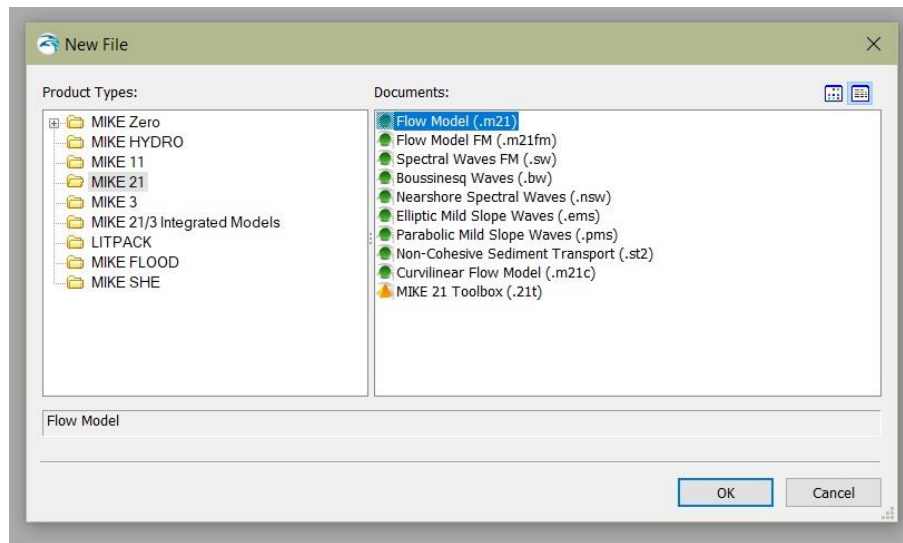 New File
Product Types:
MIKE Zero
MIKE HYDRO
MIKE 11
MIKE 21
MIKE 3
MIKE 21/3 Integrated Models
LITPACK
MIKE FLOOD
MIKE SHE
Documents:
Flow Model (.m21)
Flow Model FM (.m21fm)
Spectral Waves FM (.sw)
Boussinesq Waves (.bw)
Nearshore Spectral Waves (.nsw)
Elliptic Mild Slope Waves (.ems)
Parabolic Mild Slope Waves (.pms)
Non-Cohesive Sediment Transport (.st2)
Curvilinear Flow Model (.m21c)
MIKE 21 Toolbox (.21t)
Flow Model
OK
Cancel